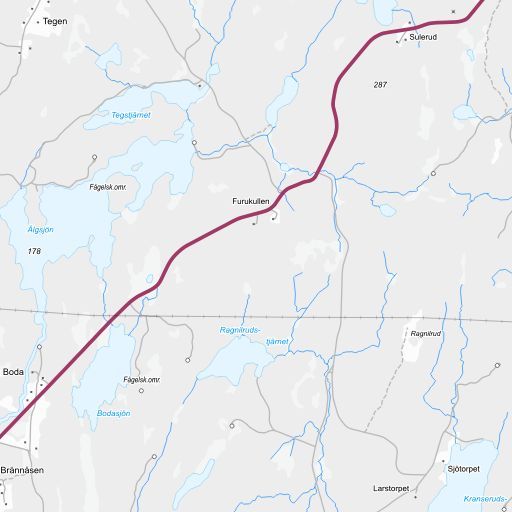 Tegen
Sulerud
287
Tegstjärnet
Fågelsk.omr.
Furukullen
Älgsjön
178
Ragnilruds-
tjärnet
Ragnilrud
Boda
Fågelsk.omr.
Bodasjön
Brännåsen
Sjötorpet
Larstorpet
Kranseruds-